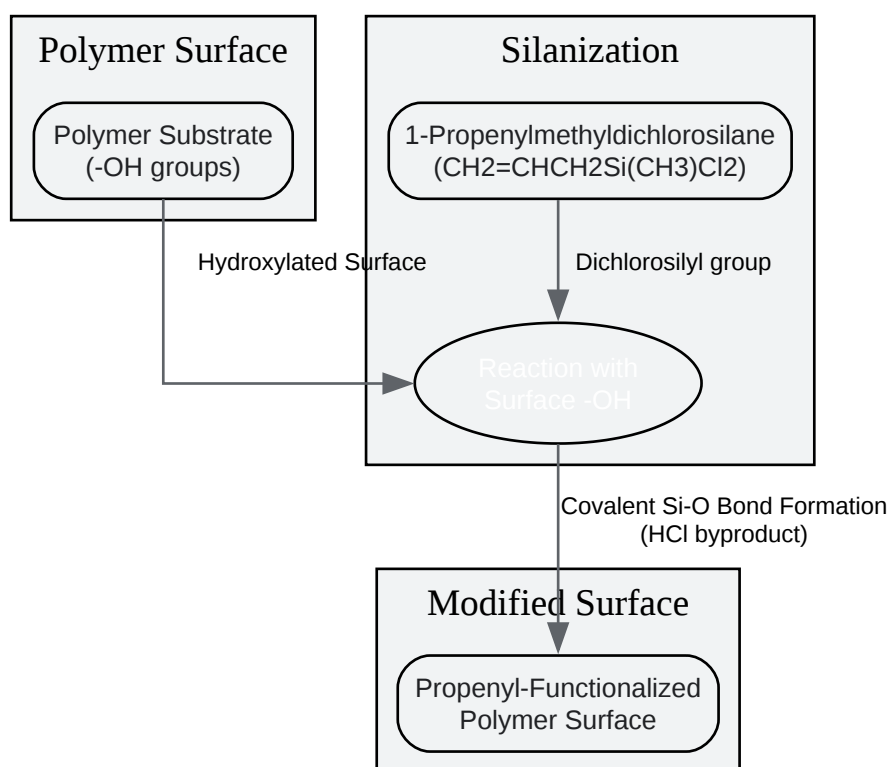 Polymer Surface
Polymer Substrate
(-OH groups)
Silanization
1-Propenylmethyldichlorosilane
(CH2=CHCH2Si(CH3)Cl2)
Hydroxylated Surface
Dichlorosilyl group
Reaction with
Surface -OH
Covalent Si-O Bond Formation
(HCl byproduct)
Modified Surface
Propenyl-Functionalized
Polymer Surface